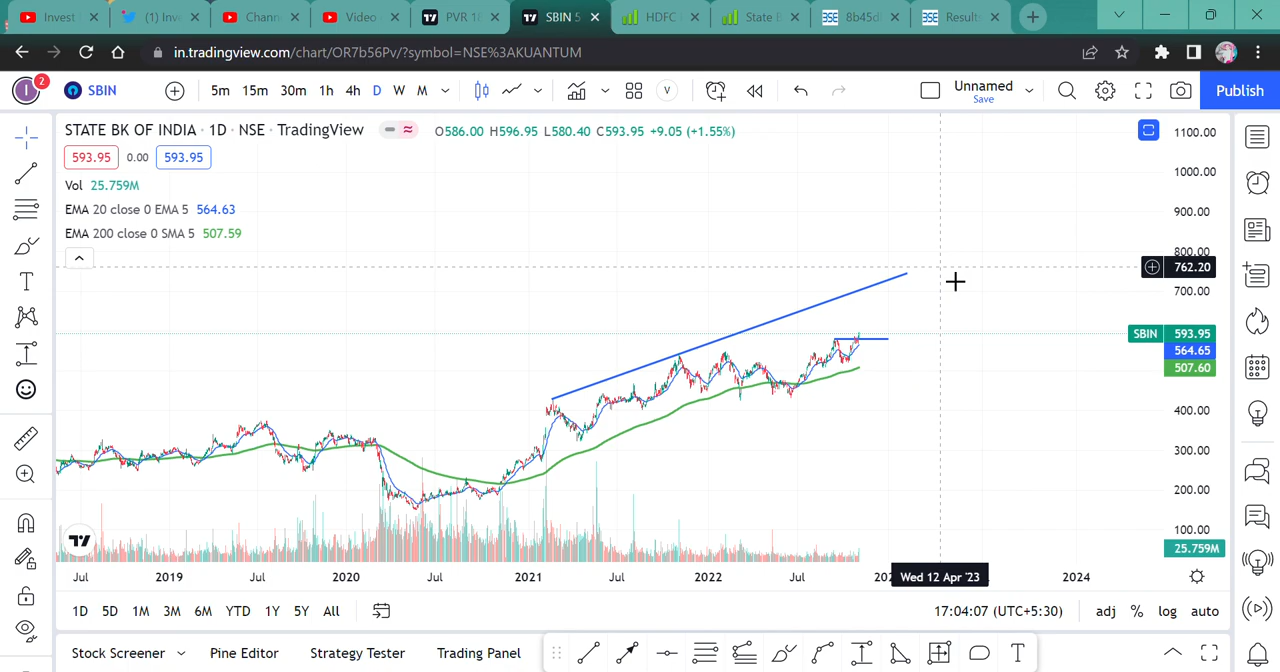 Invest
(1) Inv
Chann
Video
PVR 18
SBIN 5
HDFC
State B
8b45d
Result
in.tradingview.com/chart/OR7b56Pv/?symbol=NSE%3AKUANTUM
I
2
SBIN
5m 15m 30m 1h 4h D W M
V
Unnamed
Save
Publish
STATE BK OF INDIA · 1D · NSE · TradingView
≈
O586.00 H596.95 L580.40 C593.95 +9.05 (+1.55%)
593.95 0.00 593.95
Vol 25.759M
EMA 20 close 0 EMA 5 564.63
EMA 200 close 0 SMA 5 507.59
1100.00
1000.00
900.00
800.00
762.20
700.00
SBIN 593.95
564.65
507.60
400.00
300.00
200.00
100.00
25.759M
Jul 2019 Jul 2020 Jul 2021 Jul 2022 Jul Wed 12 Apr '23 2024
1D 5D 1M 3M 6M YTD 1Y 5Y All
17:04:07 (UTC+5:30) adj % log auto
Stock Screener Pine Editor Strategy Tester Trading Panel
T